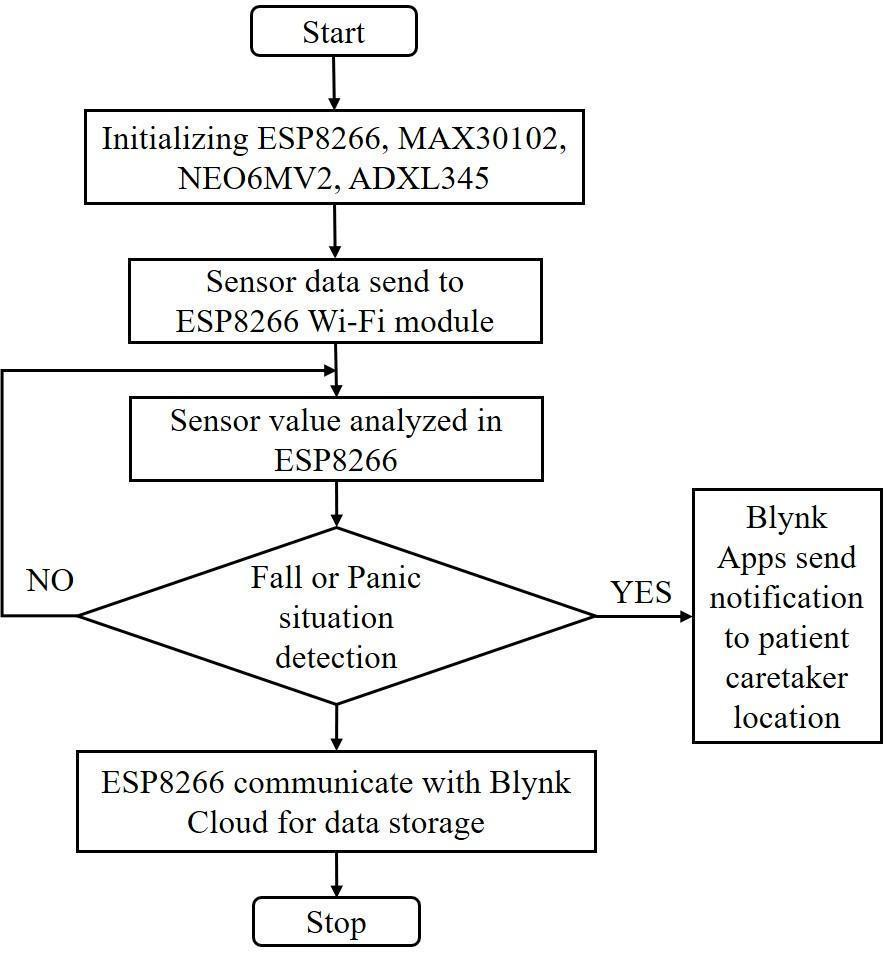 Start
Initializing ESP8266, MAX30102,
NEO6MV2, ADXL345
Sensor data send to
ESP8266 Wi-Fi module
Sensor value analyzed in
ESP8266
Fall or Panic
situation
detection
NO
YES
Blynk
Apps send
notification
to patient
caretaker
location
ESP8266 communicate with Blynk
Cloud for data storage
Stop